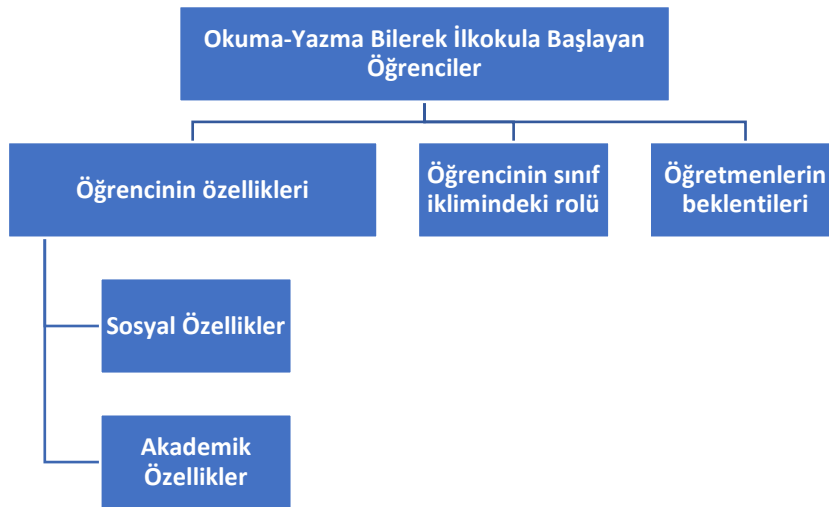 Okuma-Yazma Bilerek İlkokula Başlayan
Öğrenciler
Öğrencinin özellikleri
Öğrencinin sınıf
iklimindeki rolü
Öğretmenlerin
beklentileri
Sosyal Özellikler
Akademik
Özellikler